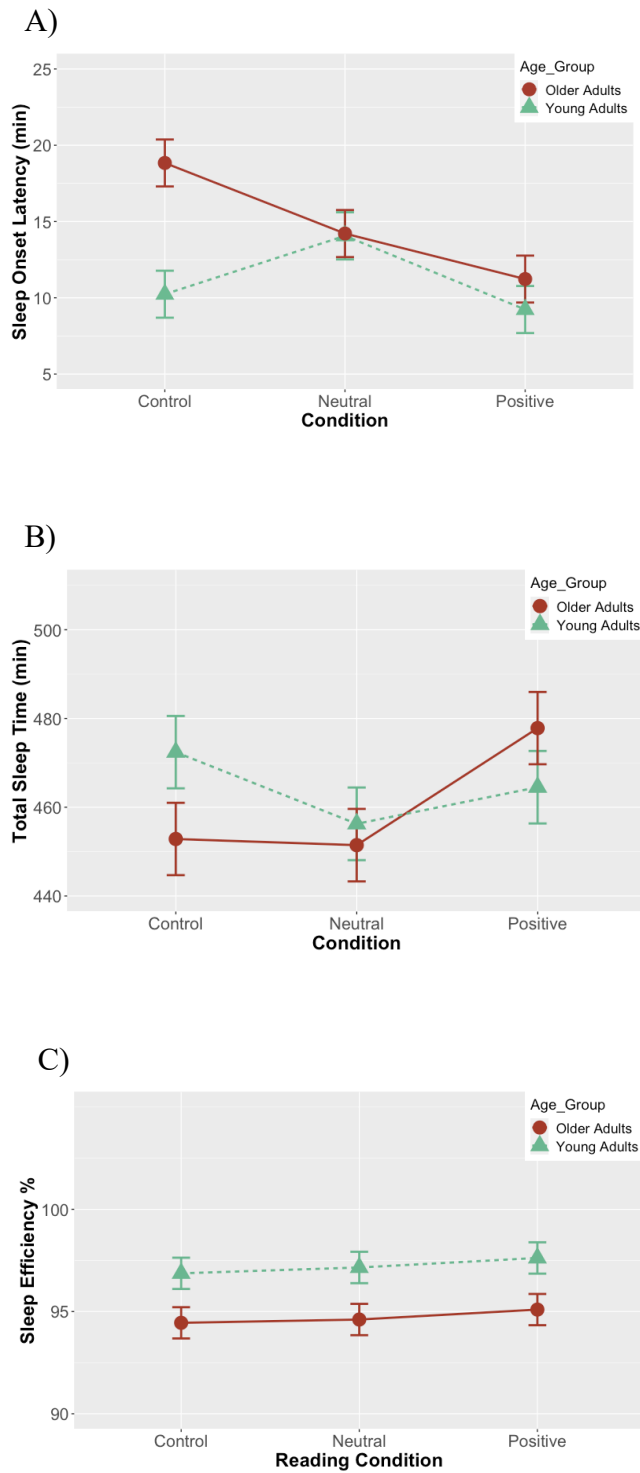 A)
Sleep Onset Latency (min)
25
20
15
10
5
Age_Group
Older Adults
Young Adults
Control
Neutral
Positive
Condition
B)
Total Sleep Time (min)
500
480
460
440
Age_Group
Older Adults
Young Adults
Control
Neutral
Positive
Condition
C)
Sleep Efficiency %
100
95
90
Age_Group
Older Adults
Young Adults
Control
Neutral
Positive
Reading Condition